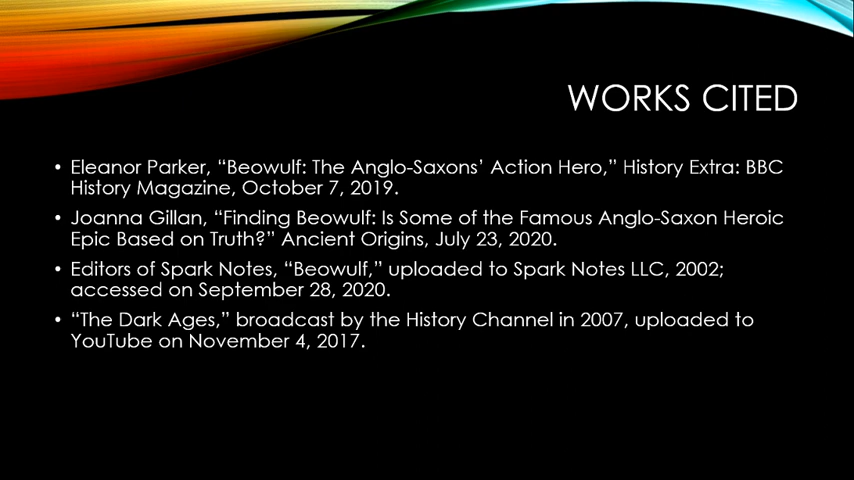 WORKS CITED
• Eleanor Parker, “Beowulf: The Anglo-Saxons’ Action Hero,” History Extra: BBC
History Magazine, October 7, 2019.
• Joanna Gillan, “Finding Beowulf: Is Some of the Famous Anglo-Saxon Heroic
Epic Based on Truth?” Ancient Origins, July 23, 2020.
• Editors of Spark Notes, “Beowulf,” uploaded to Spark Notes LLC, 2002;
accessed on September 28, 2020.
• “The Dark Ages,” broadcast by the History Channel in 2007, uploaded to
YouTube on November 4, 2017.